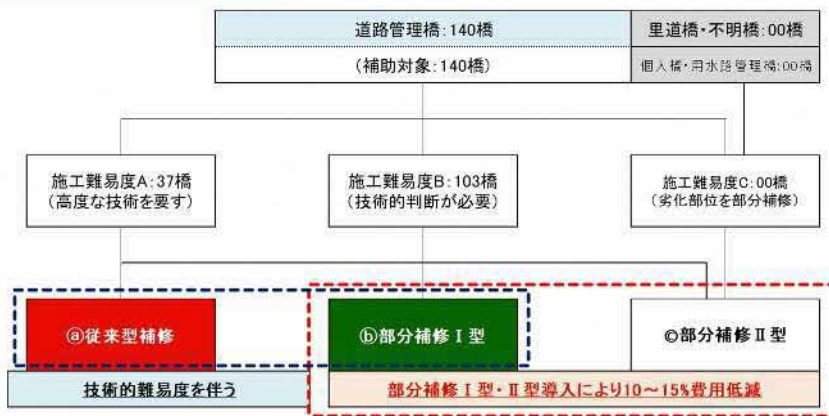 道路管理橋:140橋
里道橋・不明橋:00橋
(補助対象:140橋)
個人橋・用水路管理橋:00橋
施工難易度A:37橋
(高度な技術を要す)
施工難易度B:103橋
(技術的判断が必要)
施工難易度C:00橋
(劣化部位を部分補修)
ⓐ従来型補修
ⓑ部分補修Ⅰ型
©部分補修Ⅱ型
技術的難易度を伴う
部分補修Ⅰ型・Ⅱ型導入により10～15%費用低減